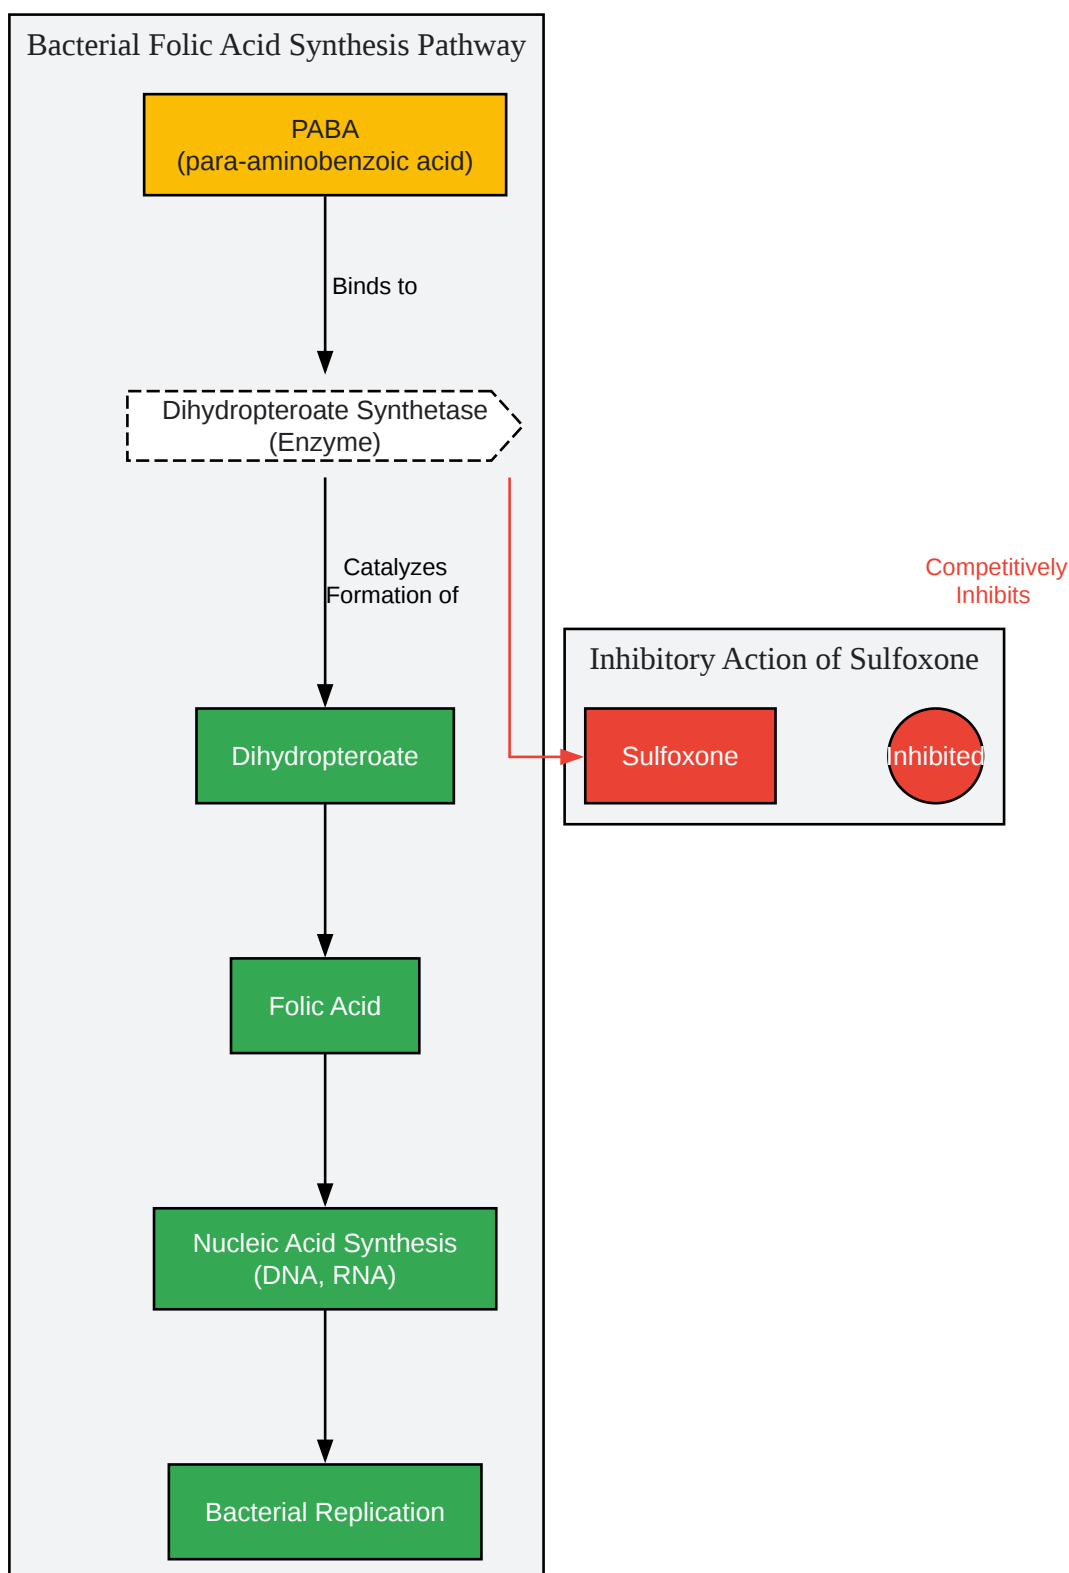 Bacterial Folic Acid Synthesis Pathway
PABA
(para-aminobenzoic acid)
Binds to
Dihydropteroate Synthetase
(Enzyme)
Catalyzes
Formation of
Competitively
Inhibits
Inhibitory Action of Sulfoxone
Dihydropteroate
Sulfoxone
Inhibited
Folic Acid
Nucleic Acid Synthesis
(DNA, RNA)
Bacterial Replication